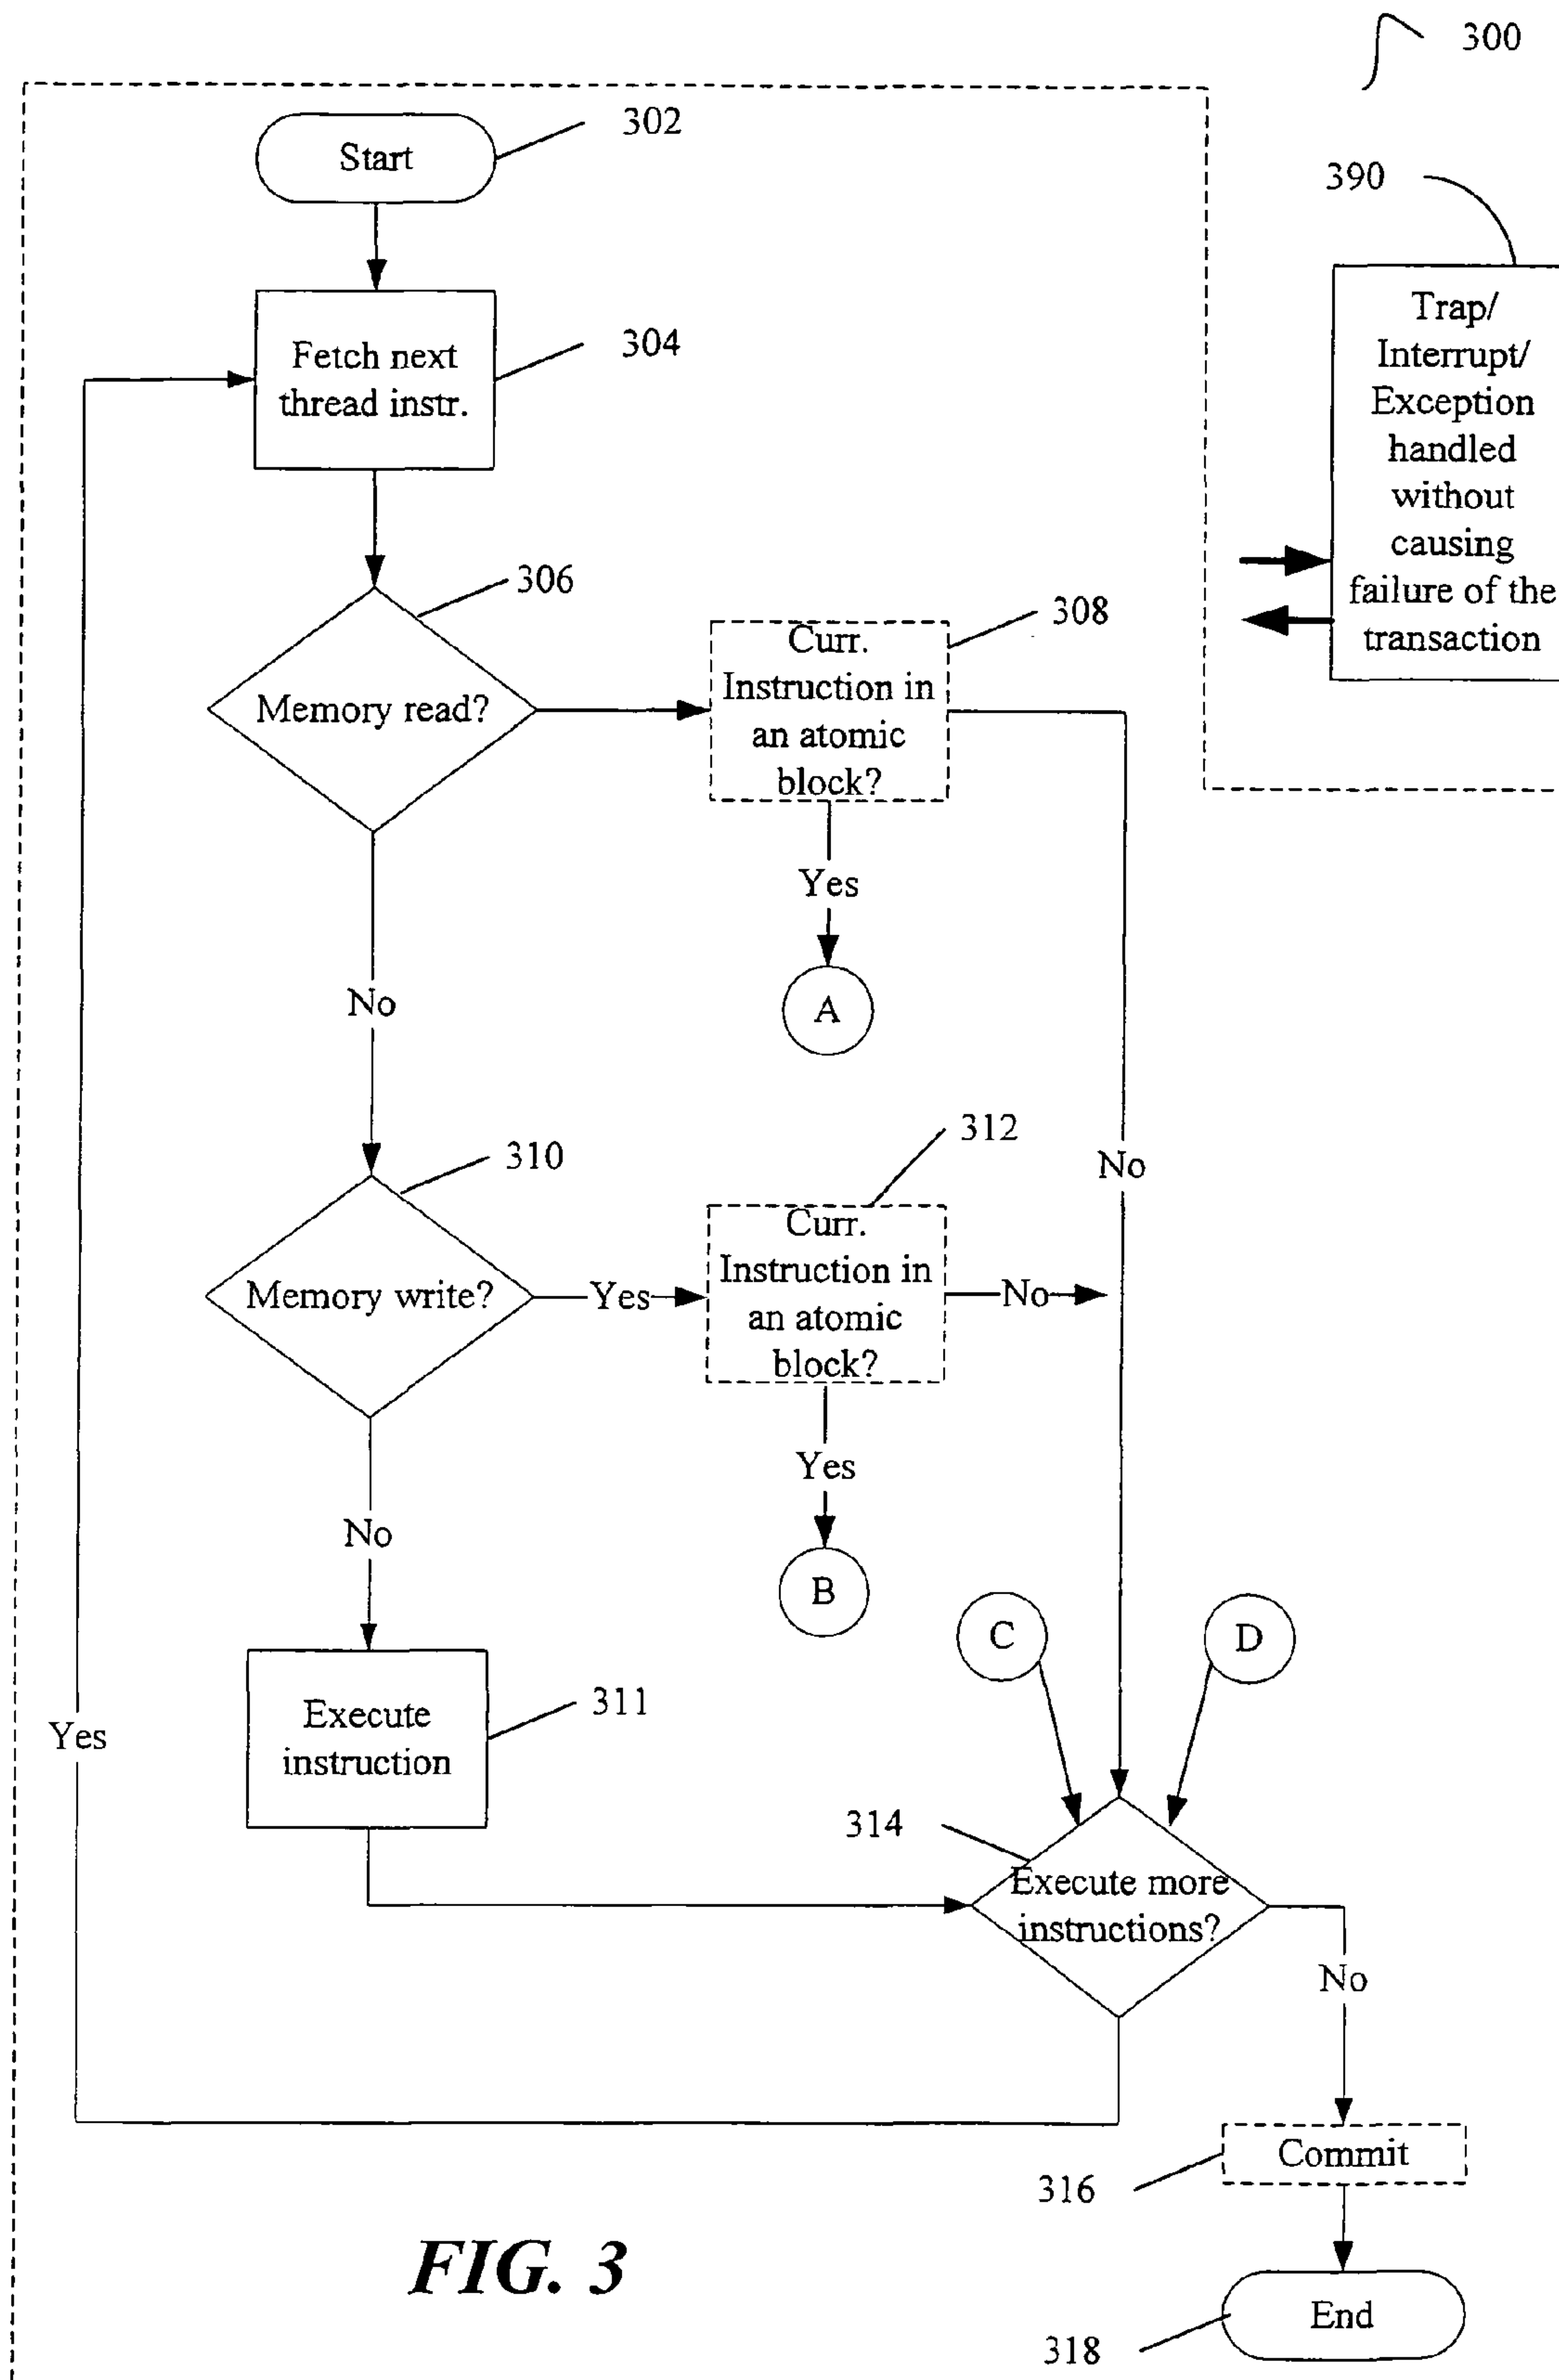 300
302
Start
390
Trap/
Interrupt/
Exception
handled
without
causing
failure of the
transaction
304
Fetch next
thread instr.
306
Memory read?
308
Curr.
Instruction in
an atomic
block?
Yes
A
No
No
310
Memory write?
Yes
312
Curr.
Instruction in
an atomic
block?
No
Yes
B
No
311
Execute
instruction
Yes
C
D
314
Execute more
instructions?
No
316
Commit
318
End
FIG. 3